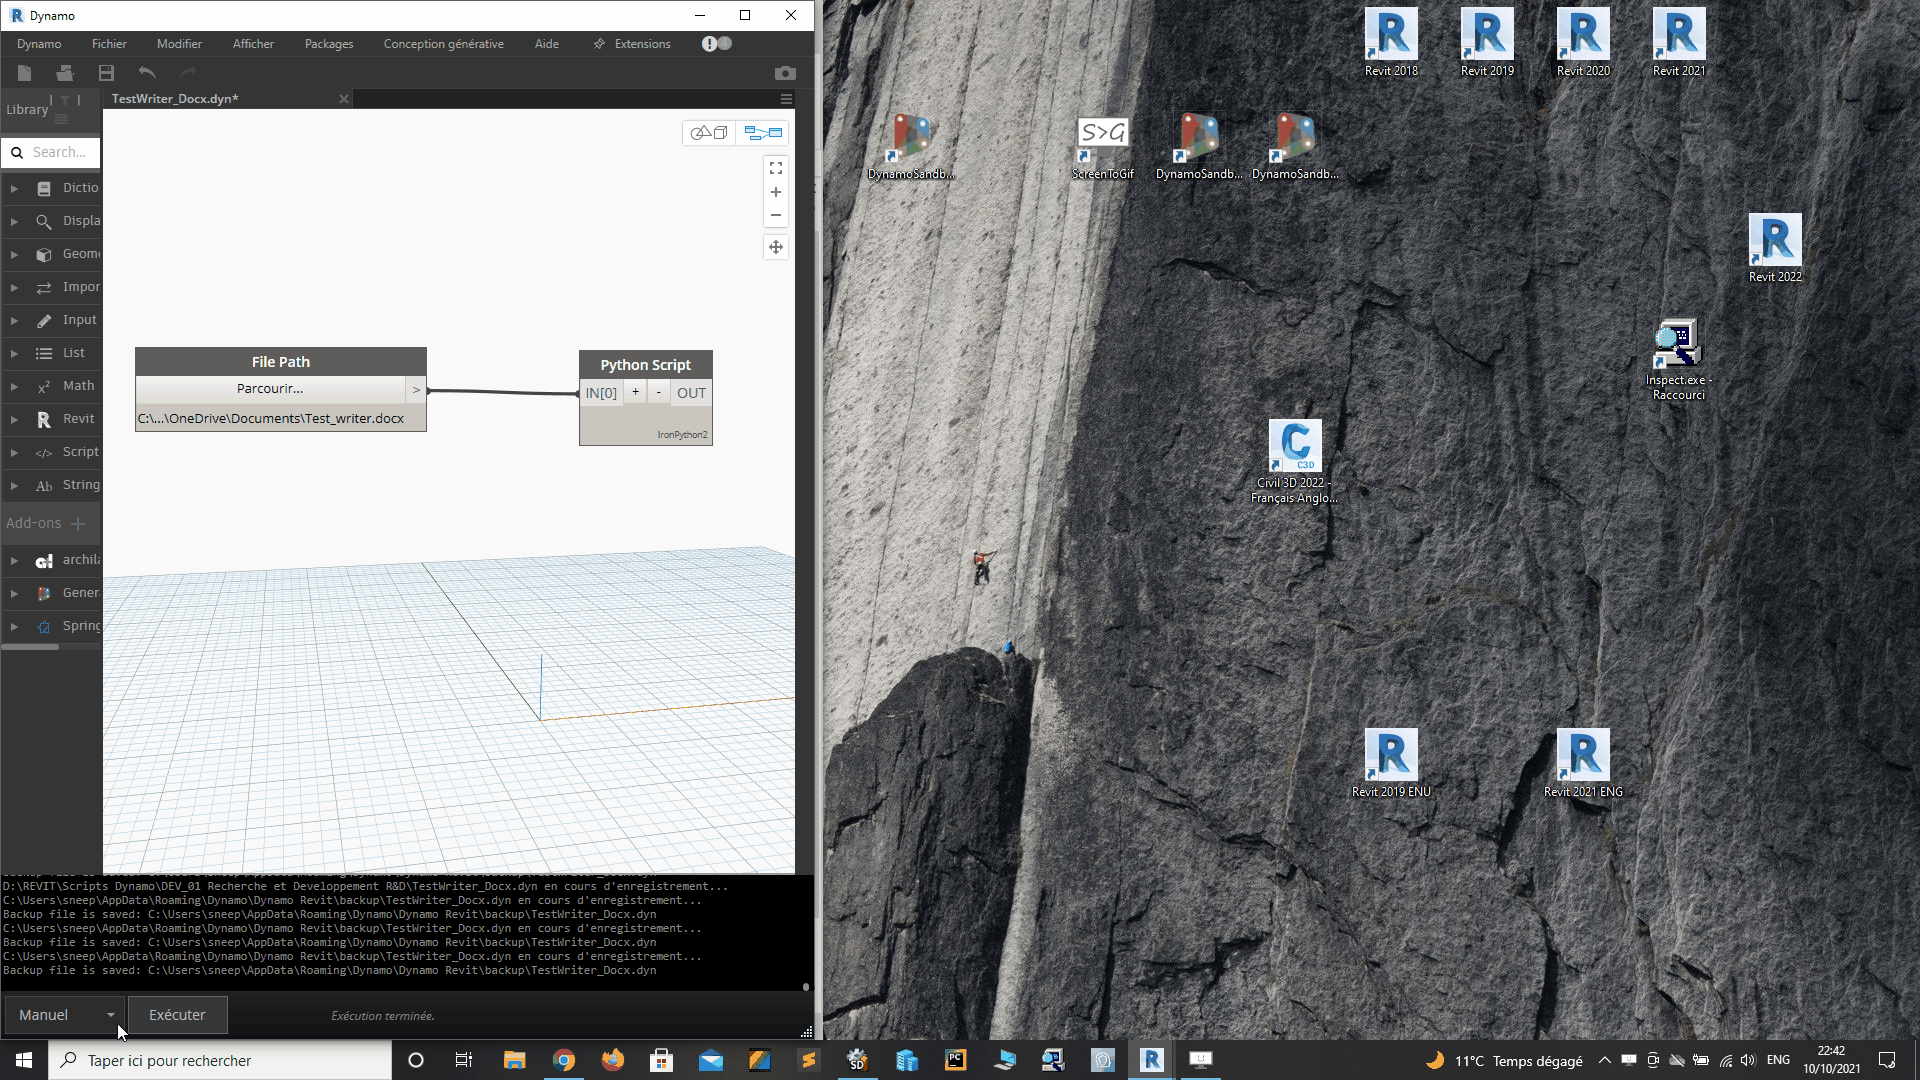 Dynamo
Dynamo Fichier Modifier Afficher Packages Conception générative Aide Extensions
TestWriter_Docx.dyn*
Library
Search...
Dictio
Displa
Geome
Impor
Input
List
Math
Revit
Script
String
Add-ons
archila
Gener
Spring
File Path
Parcourir... >
C:\...\OneDrive\Documents\Test_writer.docx
Python Script
IN[0] + - OUT
IronPython2
D:\REVIT\Scripts Dynamo\DEV_01 Recherche et Developpement R&D\TestWriter_Docx.dyn en cours d'enregistrement...
C:\Users\sneep\AppData\Roaming\Dynamo\Dynamo Revit\backup\TestWriter_Docx.dyn en cours d'enregistrement...
Backup file is saved: C:\Users\sneep\AppData\Roaming\Dynamo\Dynamo Revit\backup\TestWriter_Docx.dyn
C:\Users\sneep\AppData\Roaming\Dynamo\Dynamo Revit\backup\TestWriter_Docx.dyn en cours d'enregistrement...
Backup file is saved: C:\Users\sneep\AppData\Roaming\Dynamo\Dynamo Revit\backup\TestWriter_Docx.dyn
C:\Users\sneep\AppData\Roaming\Dynamo\Dynamo Revit\backup\TestWriter_Docx.dyn en cours d'enregistrement...
Backup file is saved: C:\Users\sneep\AppData\Roaming\Dynamo\Dynamo Revit\backup\TestWriter_Docx.dyn
Manuel Exécuter Exécution terminée.
Revit 2018
Revit 2019
Revit 2020
Revit 2021
DynamoSandb...
S>G
ScreenToGif
DynamoSandb...
DynamoSandb...
Revit 2022
Inspect.exe -
Raccourci
C3D
Civil 3D 2022 -
Français Anglo...
Revit 2019 ENU
Revit 2021 ENG
Taper ici pour rechercher
11°C Temps dégagé
ENG
22:42
10/10/2021